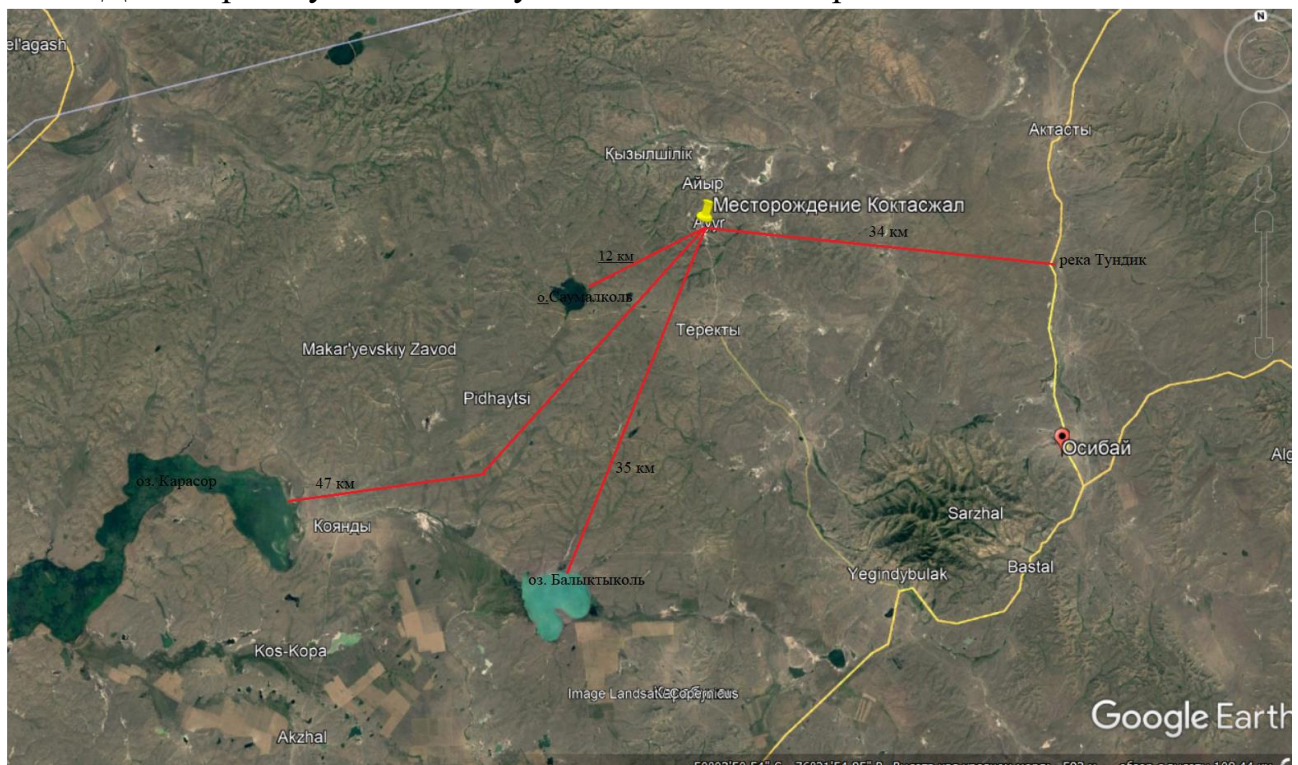 N
el'agash
Актасты
Қызылшілік
Айыр
Месторождение Коктасжал
Ayyr
34 км
река Тундик
12 км
о.Саумалколь
Теректы
Makar'yevskiy Zavod
Pidhaytsi
Осибай
35 км
оз. Карасор
47 км
Коянды
Sarzhal
оз. Балыктыколь
Yegindybulak
Bastal
Kos-Kopa
Image Landsat / Copernicus
Google Earth
Akzhal